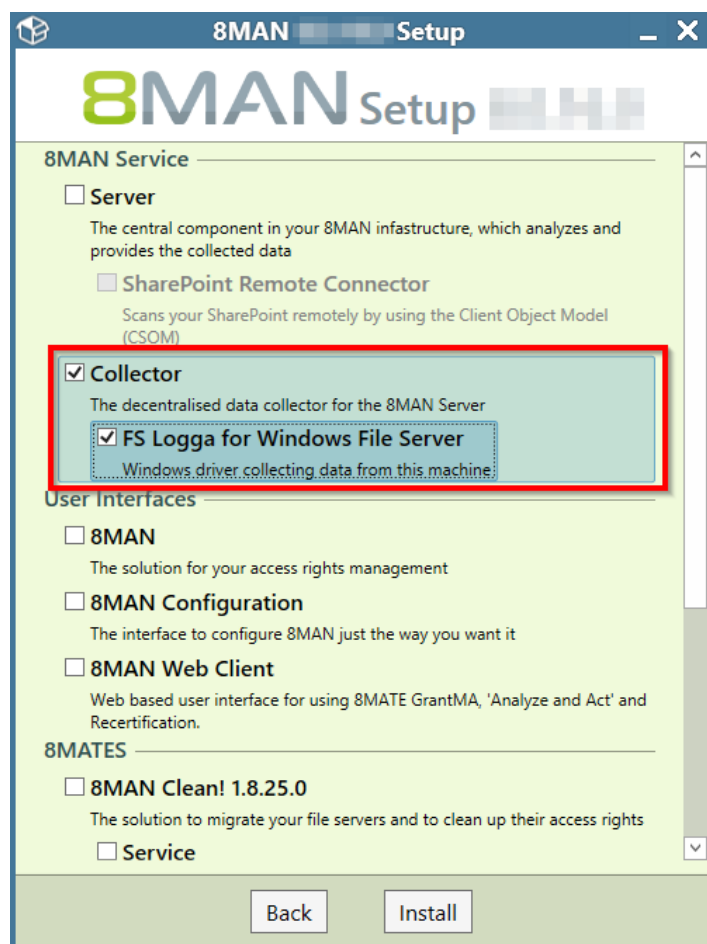 8MAN Setup
8MAN Setup
8MAN Service
Server
The central component in your 8MAN infastructure, which analyzes and
provides the collected data
SharePoint Remote Connector
Scans your SharePoint remotely by using the Client Object Model
(CSOM)
Collector
The decentralised data collector for the 8MAN Server
FS Logga for Windows File Server
Windows driver collecting data from this machine
User Interfaces
8MAN
The solution for your access rights management
8MAN Configuration
The interface to configure 8MAN just the way you want it
8MAN Web Client
Web based user interface for using 8MATE GrantMA, 'Analyze and Act' and
Recertification.
8MATES
8MAN Clean! 1.8.25.0
The solution to migrate your file servers and to clean up their access rights
Service
Back Install